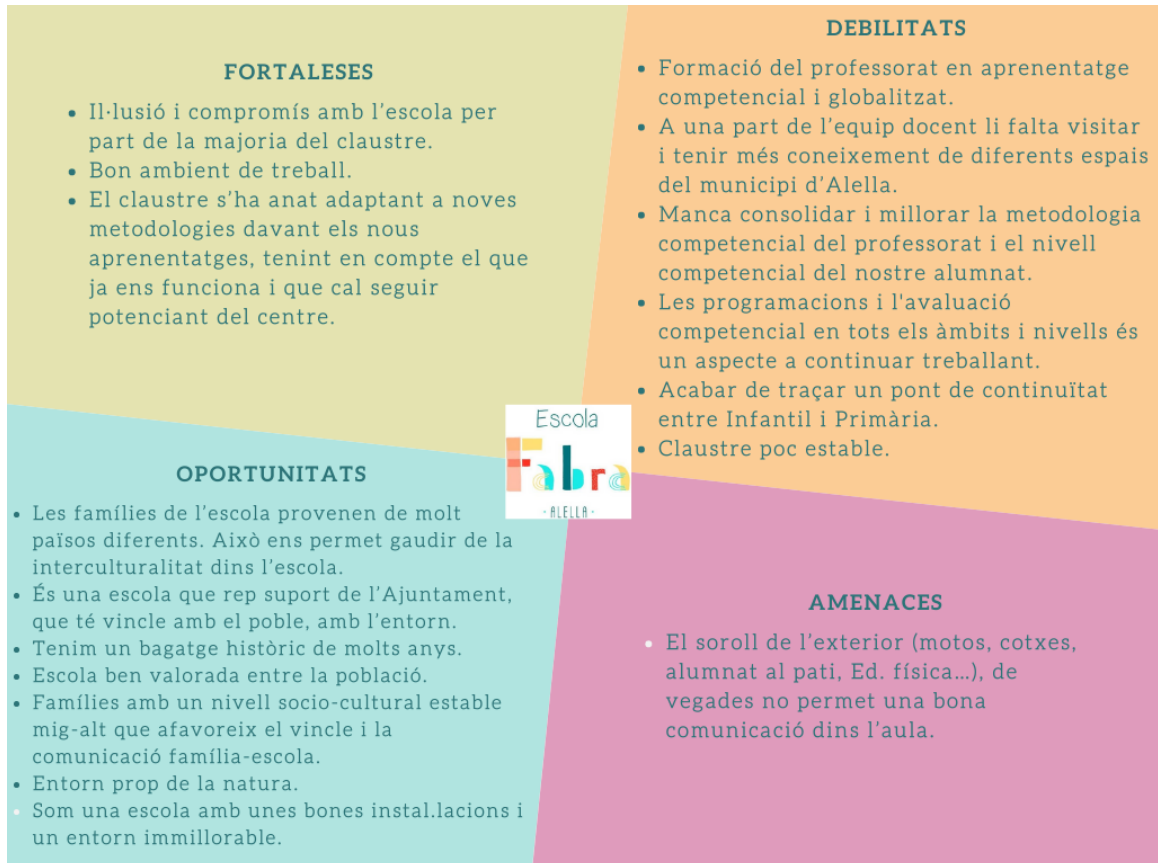 FORTALESES
• Il·lusió i compromís amb l'escola per
part de la majoria del claustre.
• Bon ambient de treball.
• El claustre s'ha anat adaptant a noves
metodologies davant els nous
aprenentatges, tenint en compte el que
ja ens funciona i que cal seguir
potenciant del centre.
DEBILITATS
• Formació del professorat en aprenentatge
competencial i globalitzat.
• A una part de l'equip docent li falta visitar
i tenir més coneixement de diferents espais
del municipi d'Alella.
• Manca consolidar i millorar la metodologia
competencial del professorat i el nivell
competencial del nostre alumnat.
• Les programacions i l'avaluació
competencial en tots els àmbits i nivells és
un aspecte a continuar treballant.
• Acabar de traçar un pont de continuïtat
entre Infantil i Primària.
• Claustre poc estable.
Escola
Fabra
· ALELLA ·
OPORTUNITATS
• Les famílies de l'escola provenen de molt
països diferents. Això ens permet gaudir de la
interculturalitat dins l'escola.
• És una escola que rep suport de l'Ajuntament,
que té vincle amb el poble, amb l'entorn.
• Tenim un bagatge històric de molts anys.
• Escola ben valorada entre la població.
• Famílies amb un nivell socio-cultural estable
mig-alt que afavoreix el vincle i la
comunicació família-escola.
• Entorn prop de la natura.
• Som una escola amb unes bones instal.lacions i
un entorn immillorable.
AMENACES
• El soroll de l'exterior (motos, cotxes,
alumnat al pati, Ed. física...), de
vegades no permet una bona
comunicació dins l'aula.